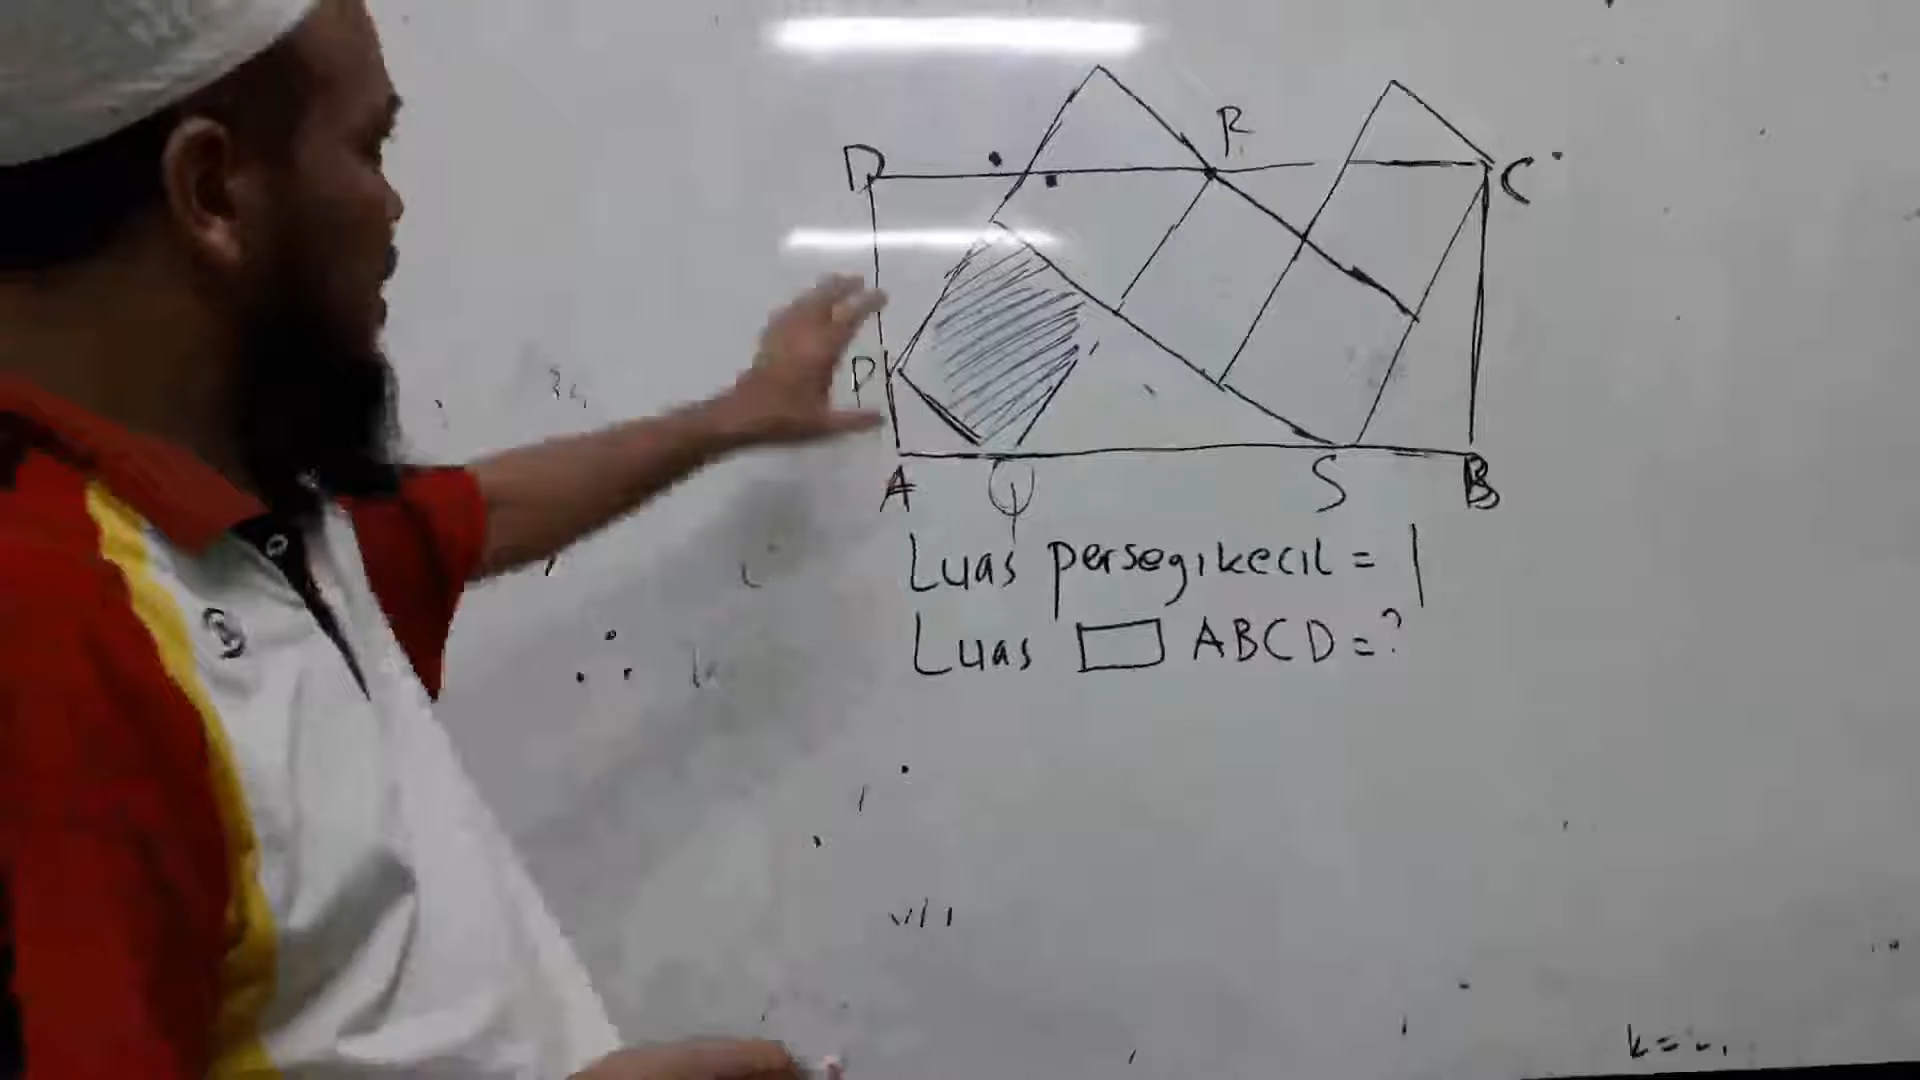 R
D
C
P
A Q S B
Luas persegi kecil = 1
Luas ▭ ABCD = ?